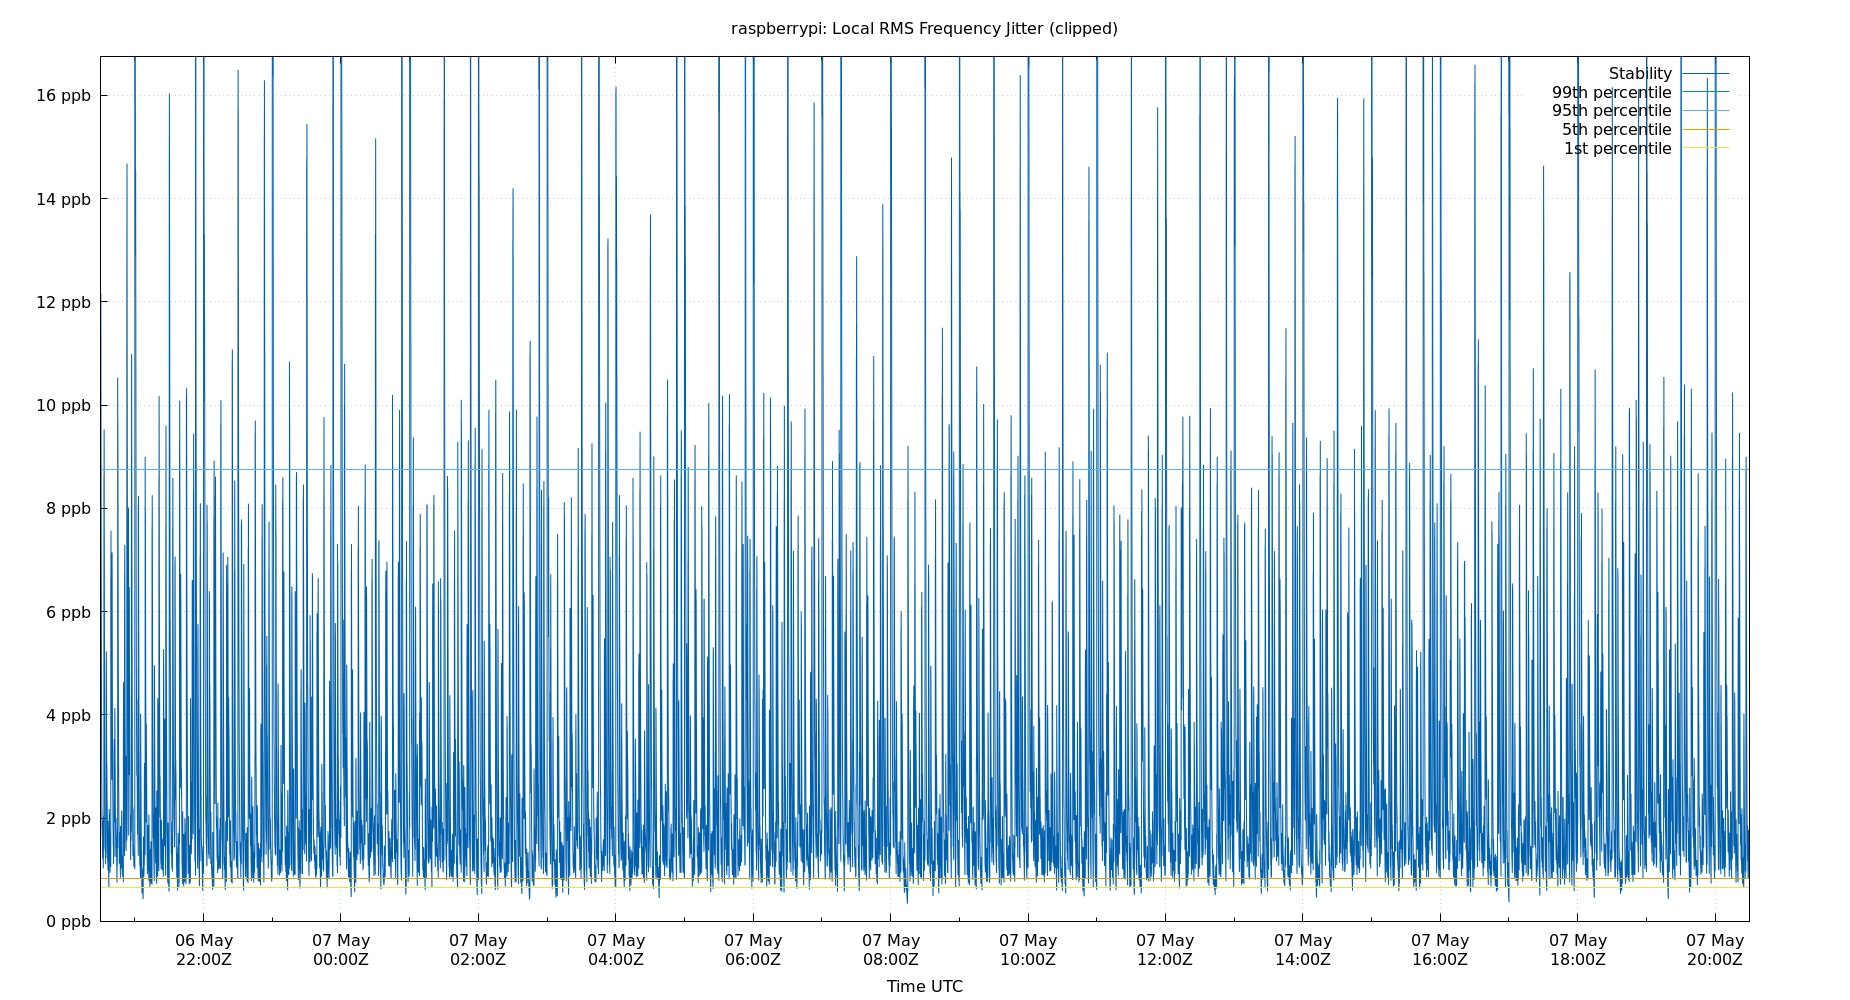 raspberrypi: Local RMS Frequency Jitter (clipped)
Stability
99th percentile
95th percentile
5th percentile
1st percentile
16 ppb
14 ppb
12 ppb
10 ppb
8 ppb
6 ppb
4 ppb
2 ppb
0 ppb
06 May 07 May 07 May 07 May 07 May 07 May 07 May 07 May 07 May 07 May 07 May 07 May
22:00Z 00:00Z 02:00Z 04:00Z 06:00Z 08:00Z 10:00Z 12:00Z 14:00Z 16:00Z 18:00Z 20:00Z
Time UTC